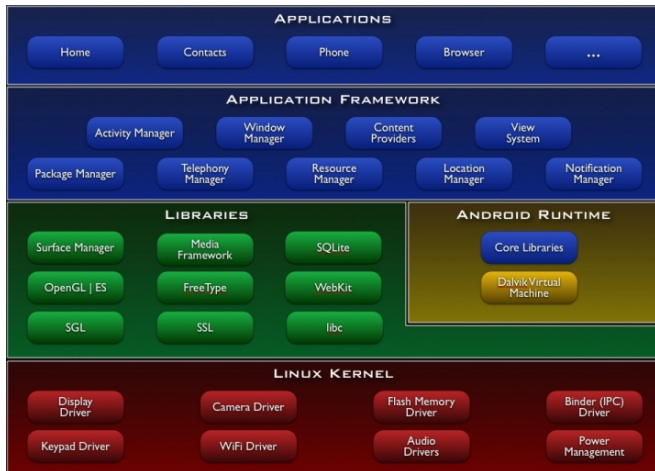 APPLICATIONS
Home
Contacts
Phone
Browser
...
APPLICATION FRAMEWORK
Activity Manager
Window
Manager
Content
Providers
View
System
Package Manager
Telephony
Manager
Resource
Manager
Location
Manager
Notification
Manager
LIBRARIES
Surface Manager
Media
Framework
SQLite
OpenGL | ES
FreeType
WebKit
SGL
SSL
libc
ANDROID RUNTIME
Core Libraries
Dalvik Virtual
Machine
LINUX KERNEL
Display
Driver
Camera Driver
Flash Memory
Driver
Binder (IPC)
Driver
Keypad Driver
WiFi Driver
Audio
Drivers
Power
Management